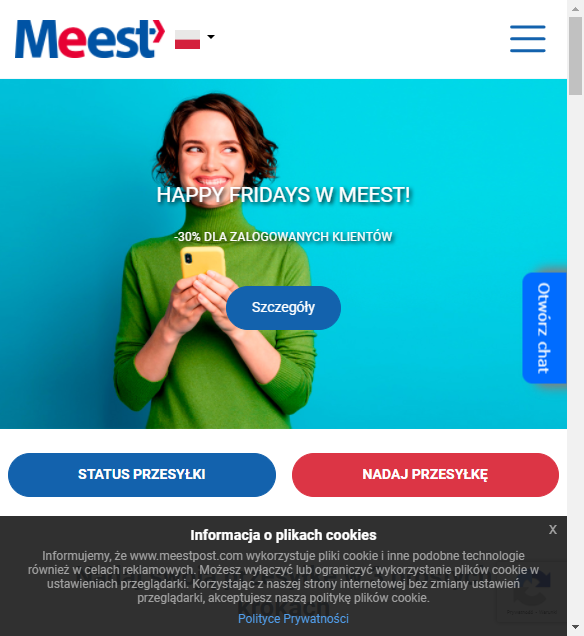 Meest
HAPPY FRIDAYS W MEEST!
-30% DLA ZALOGOWANYCH KLIENTÓW
Szczegóły
Otwórz chat
STATUS PRZESYŁKI
NADAJ PRZESYŁKĘ
x
Informacja o plikach cookies
Informujemy, że www.meestpost.com wykorzystuje pliki cookie i inne podobne technologie
również w celach reklamowych. Możesz wyłączyć lub ograniczyć wykorzystanie plików cookie w
ustawieniach przeglądarki. Korzystając z naszej strony internetowej bez zmiany ustawień
przeglądarki, akceptujesz naszą politykę plików cookie.
Polityce Prywatności